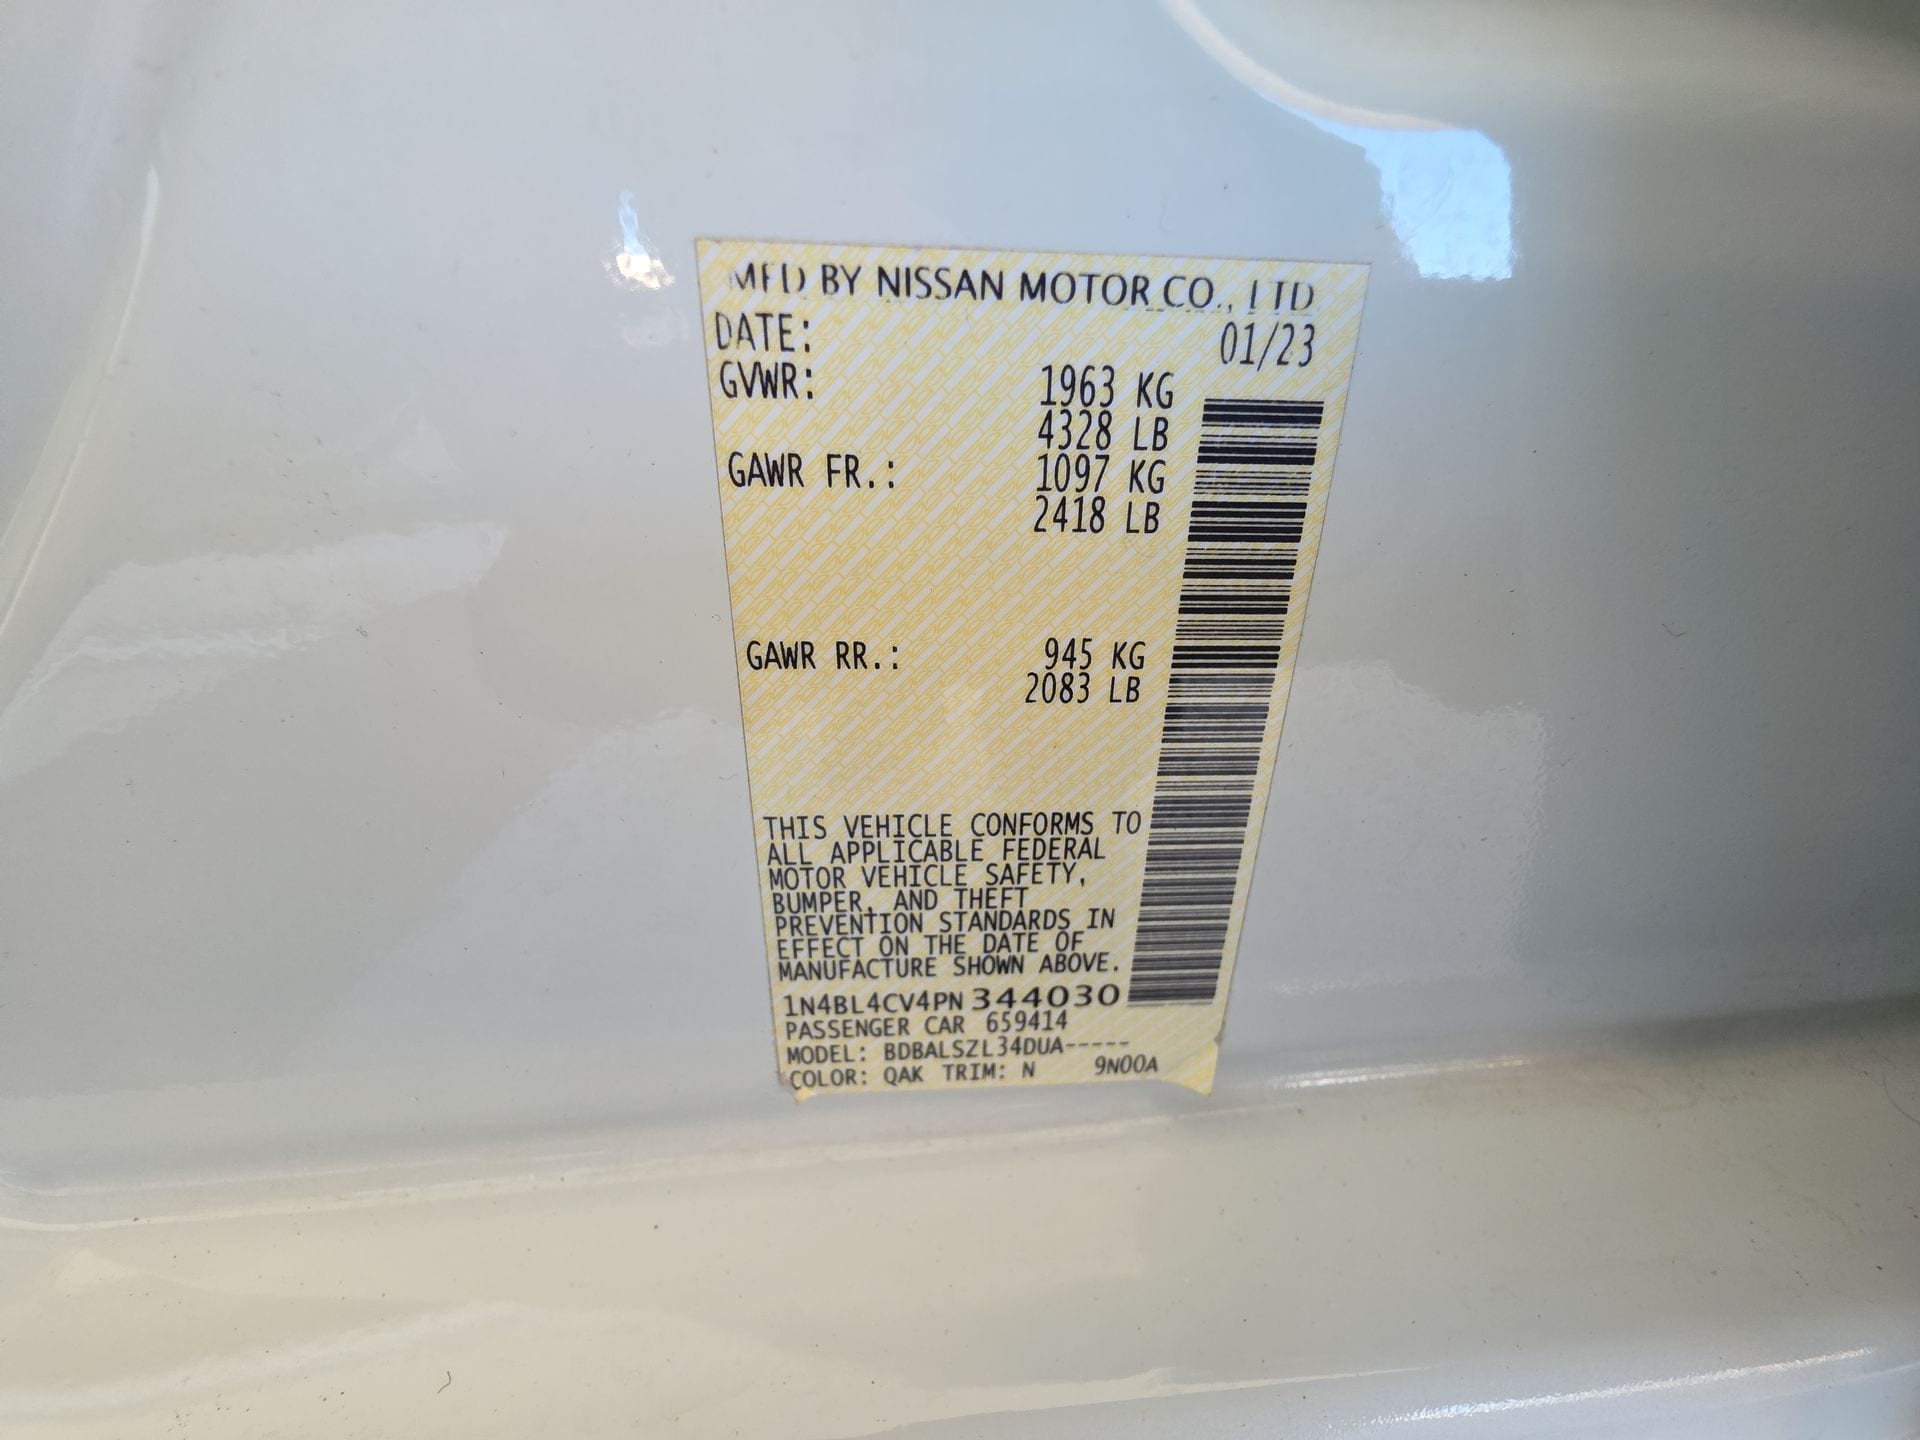 MFD BY NISSAN MOTOR CO., LTD
DATE: 01/23
GVWR: 1963 KG
4328 LB
GAWR FR.: 1097 KG
2418 LB
GAWR RR.: 945 KG
2083 LB
THIS VEHICLE CONFORMS TO
ALL APPLICABLE FEDERAL
MOTOR VEHICLE SAFETY,
BUMPER, AND THEFT
PREVENTION STANDARDS IN
EFFECT ON THE DATE OF
MANUFACTURE SHOWN ABOVE.
1N4BL4CV4PN344030
PASSENGER CAR 659414
MODEL: BDBALSZL34DUA-----
COLOR: QAK TRIM: N 9N00A